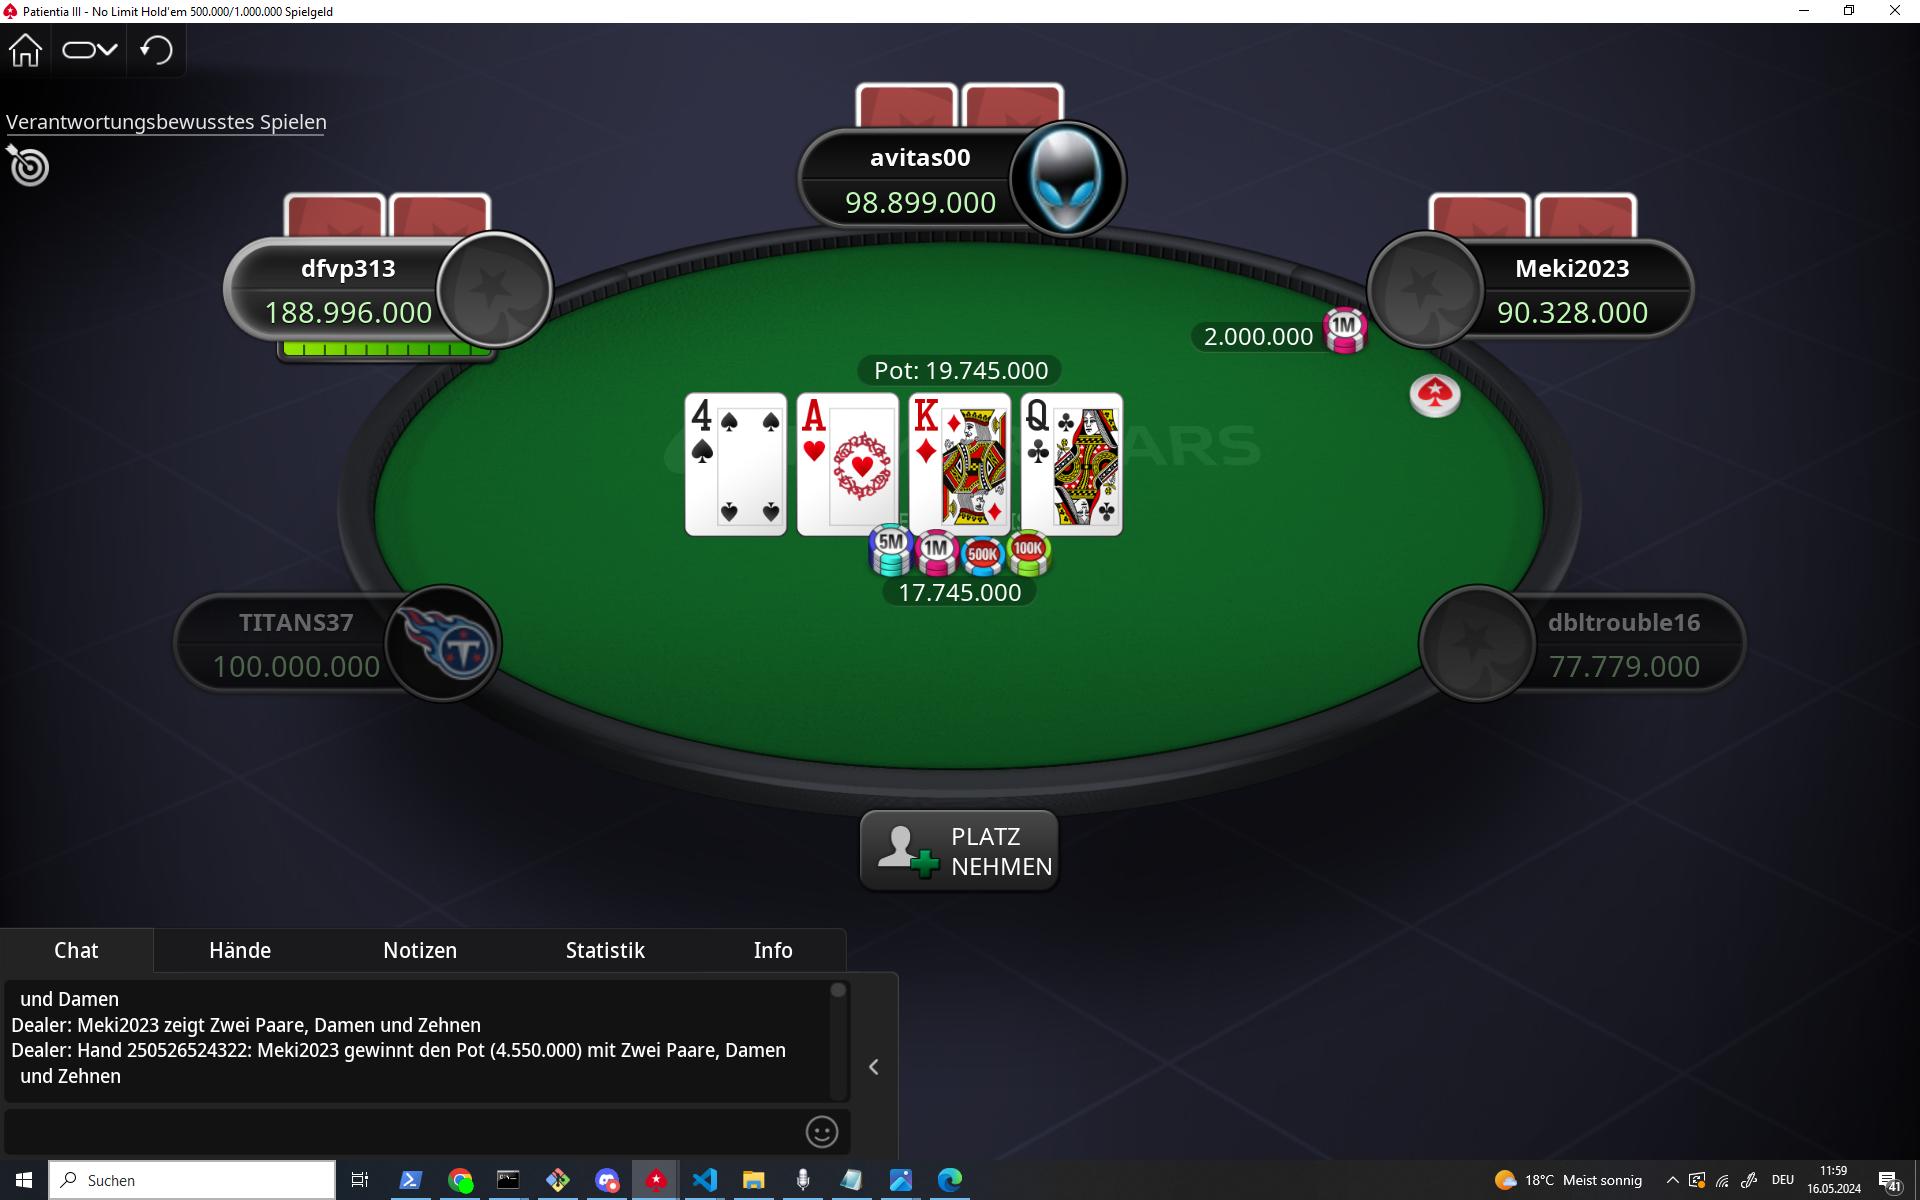 Patientia III - No Limit Hold'em 500.000/1.000.000 Spielgeld
Verantwortungsbewusstes Spielen
avitas00
98.899.000
dfvp313
188.996.000
Meki2023
90.328.000
2.000.000
1M
Pot: 19.745.000
4
A
K
Q
ARS
5M
1M
500K
100K
17.745.000
TITANS37
100.000.000
T
dbltrouble16
77.779.000
PLATZ
NEHMEN
Chat
Hände
Notizen
Statistik
Info
und Damen
Dealer: Meki2023 zeigt Zwei Paare, Damen und Zehnen
Dealer: Hand 250526524322: Meki2023 gewinnt den Pot (4.550.000) mit Zwei Paare, Damen
und Zehnen
Suchen
18°C Meist sonnig
DEU
11:59
16.05.2024
41